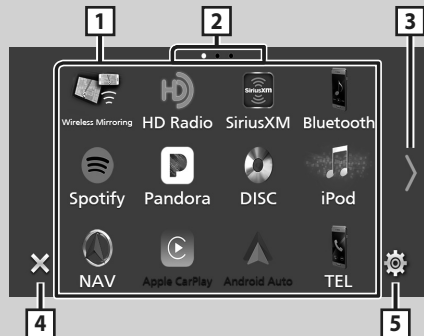 1 2 3
SiriusXM
Wireless Mirroring HD Radio SiriusXM Bluetooth
Spotify Pandora DISC iPod
NAV Apple CarPlay Android Auto TEL
4 5